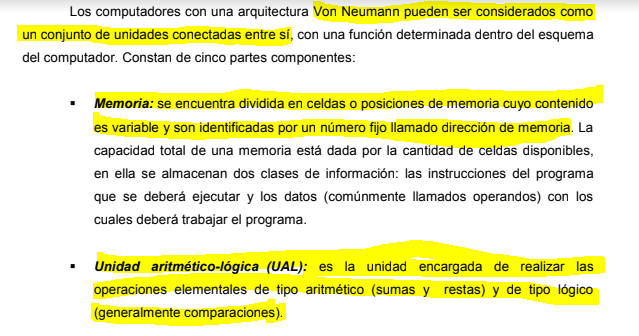 Los computadores con una arquitectura Von Neumann pueden ser considerados como
un conjunto de unidades conectadas entre sí, con una función determinada dentro del esquema
del computador. Constan de cinco partes componentes:
▪ Memoria: se encuentra dividida en celdas o posiciones de memoria cuyo contenido
es variable y son identificadas por un número fijo llamado dirección de memoria. La
capacidad total de una memoria está dada por la cantidad de celdas disponibles,
en ella se almacenan dos clases de información: las instrucciones del programa
que se deberá ejecutar y los datos (comúnmente llamados operandos) con los
cuales deberá trabajar el programa.
▪ Unidad aritmético-lógica (UAL): es la unidad encargada de realizar las
operaciones elementales de tipo aritmético (sumas y restas) y de tipo lógico
(generalmente comparaciones).